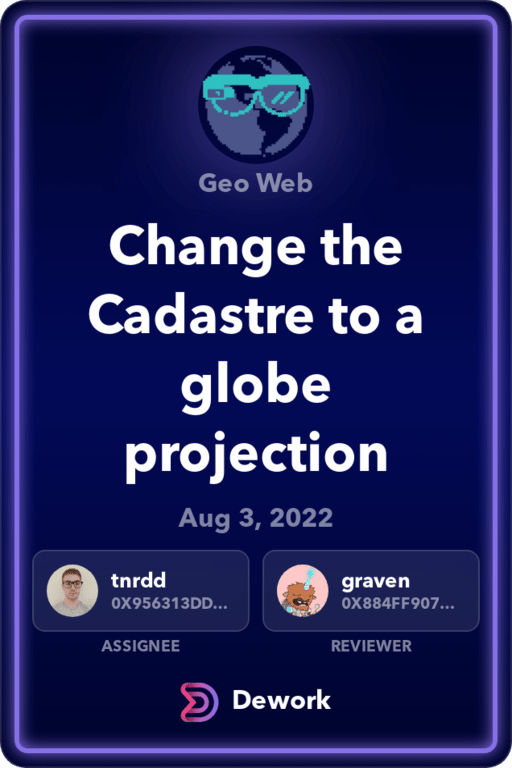 Geo Web
Change the
Cadastre to a
globe
projection
Aug 3, 2022
tnrdd
0X956313DD...
graven
0X884FF907...
ASSIGNEE
REVIEWER
Dework